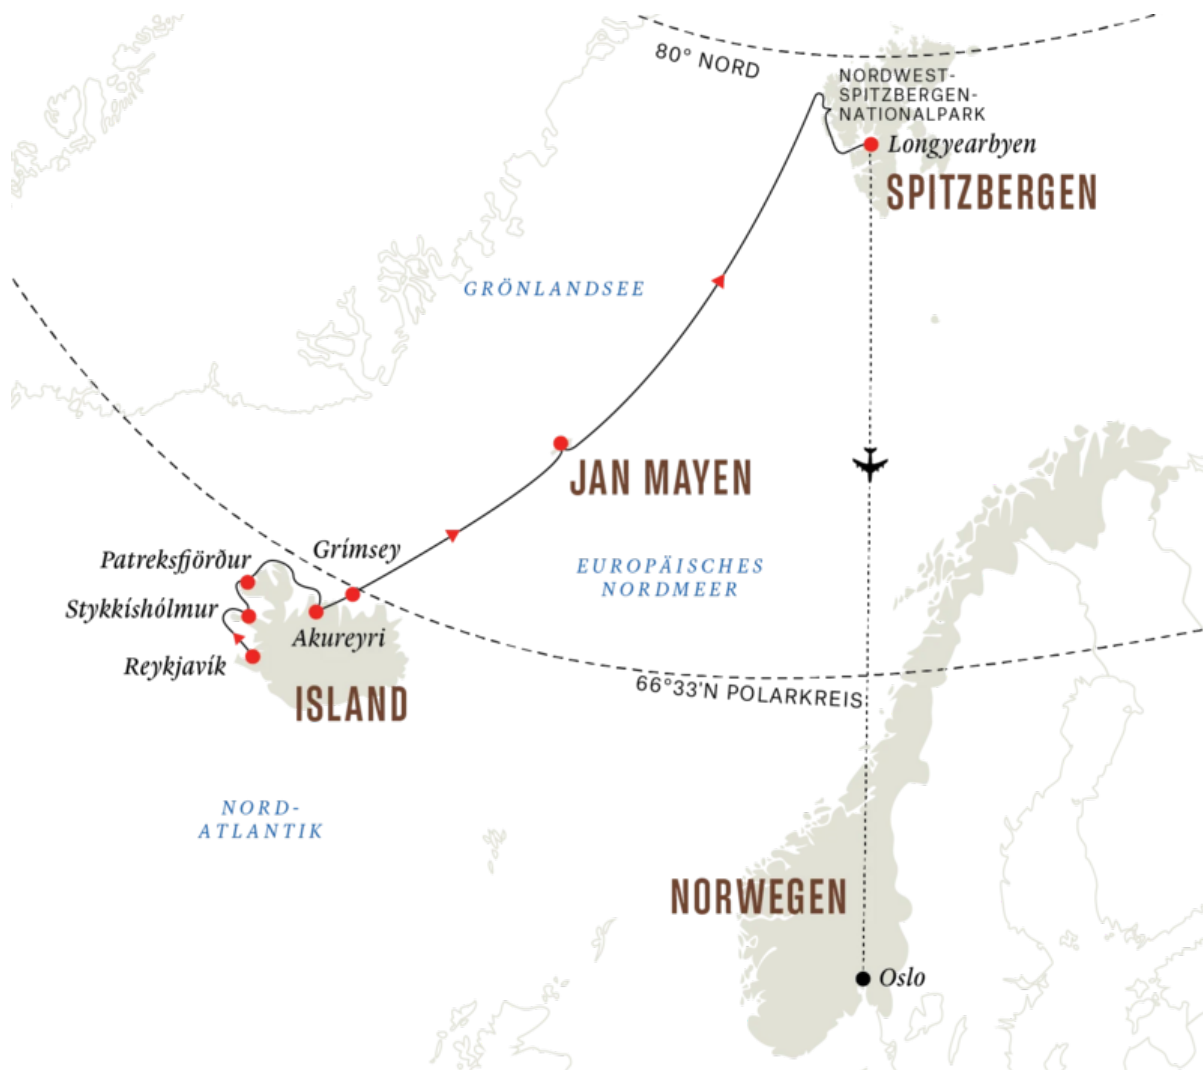 80° NORD
NORDWEST-
SPITZBERGEN-
NATIONALPARK
Longyearbyen
SPITZBERGEN
GRÖNLANDSEE
JAN MAYEN
Grímsey
Patreksfjörður
EUROPÄISCHES
NORDMEER
Stykkishólmur
Akureyri
Reykjavík
66°33'N POLARKREIS
ISLAND
NORD-
ATLANTIK
NORWEGEN
Oslo